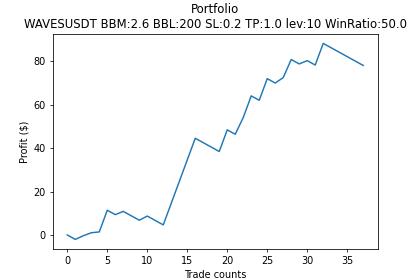 Portfolio
WAVESUSDT BBM:2.6 BBL:200 SL:0.2 TP:1.0 lev:10 WinRatio:50.0
Profit ($)
80
60
40
20
0
0 5 10 15 20 25 30 35
Trade counts